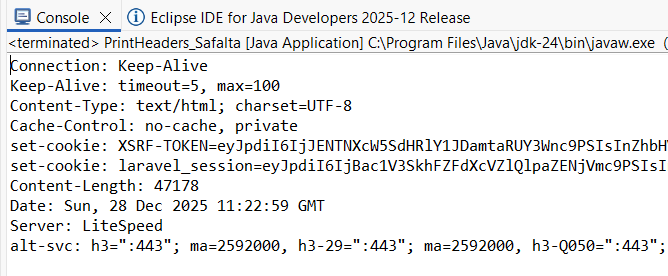 Console × Eclipse IDE for Java Developers 2025-12 Release
<terminated> PrintHeaders_Safalta [Java Application] C:\Program Files\Java\jdk-24\bin\javaw.exe (
Connection: Keep-Alive
Keep-Alive: timeout=5, max=100
Content-Type: text/html; charset=UTF-8
Cache-Control: no-cache, private
set-cookie: XSRF-TOKEN=eyJpdiI6IjJENTNXcW5SdHRlY1JDamtaRUY3Wnc9PSIsInZhbH
set-cookie: laravel_session=eyJpdiI6IjBac1V3SkhFZFdXcVZlQlpaZENjVmc9PSIsI
Content-Length: 47178
Date: Sun, 28 Dec 2025 11:22:59 GMT
Server: LiteSpeed
alt-svc: h3=":443"; ma=2592000, h3-29=":443"; ma=2592000, h3-Q050=":443";